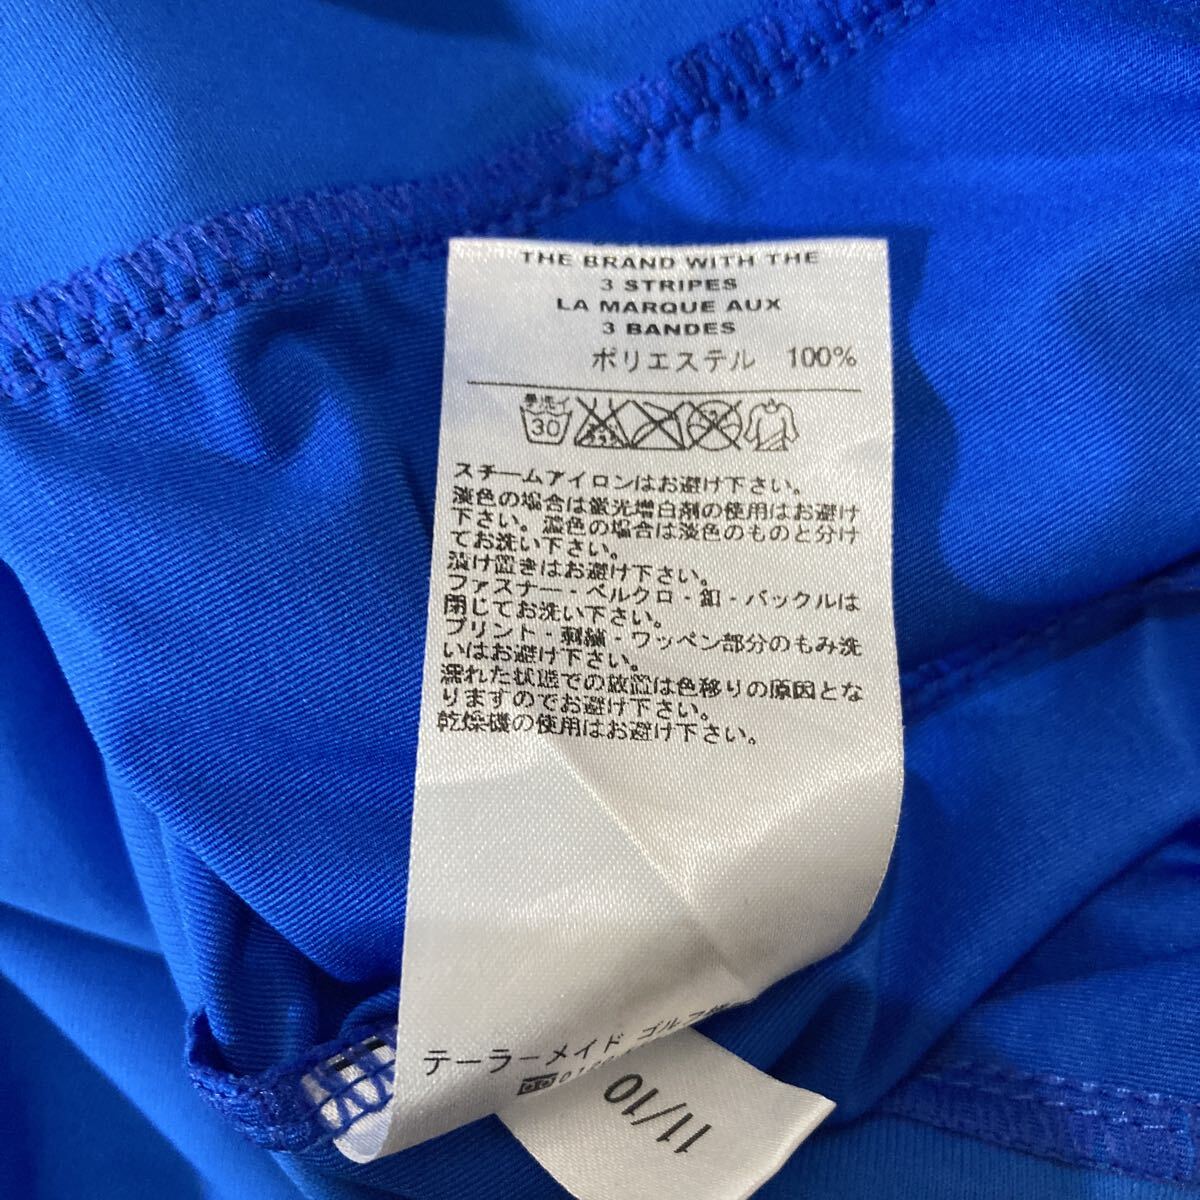 THE BRAND WITH THE
3 STRIPES
LA MARQUE AUX
3 BANDES
ポリエステル 100%
手洗イ
30
スチームアイロンはお避け下さい。
淡色の場合は蛍光増白剤の使用はお避け
下さい。濃色の場合は淡色のものと分け
てお洗い下さい。
漬け置きはお避け下さい。
ファスナー・ベルクロ・釦・バックルは
閉じてお洗い下さい。
プリント・刺繍・ワッペン部分のもみ洗
いはお避け下さい。
濡れた状態での放置は色移りの原因とな
りますのでお避け下さい。
乾燥機の使用はお避け下さい。
テーラーメイド ゴルフ
11/10